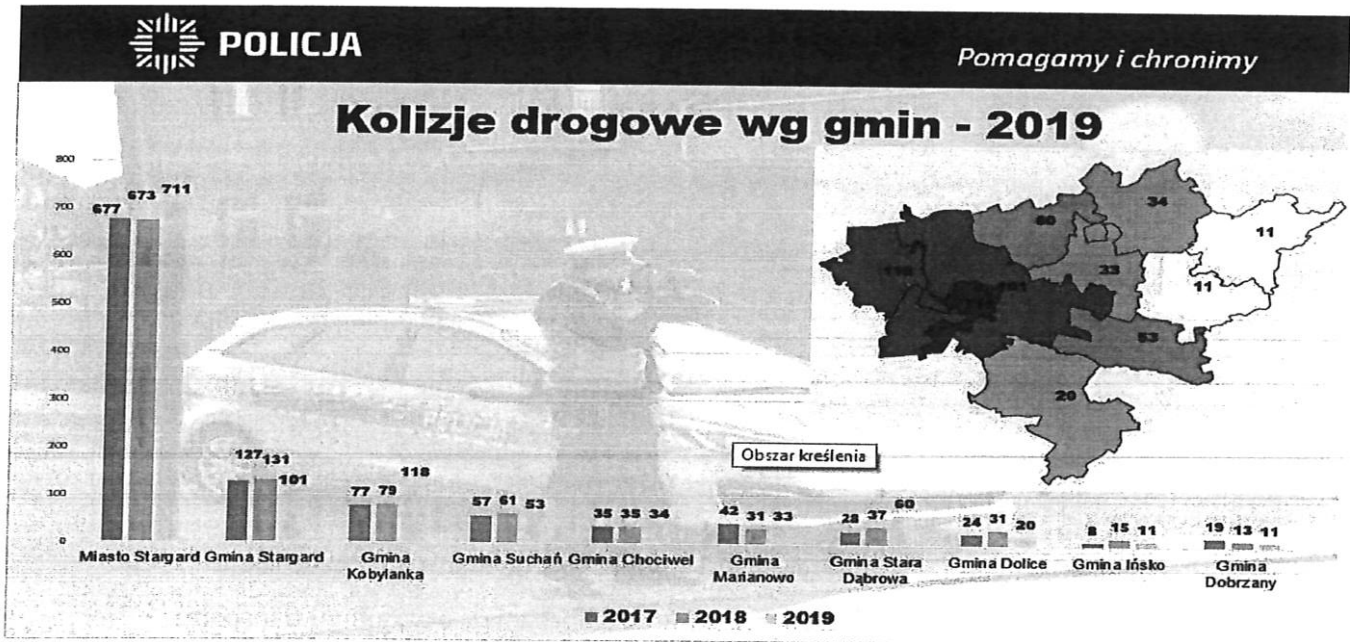 POLICJA
Pomagamy i chronimy
Kolizje drogowe wg gmin - 2019
800
700
600
500
400
300
200
100
0
677 673 711
127 131 101
77 79 118
57 61 53
35 35 34
42 31 33
28 37 60
24 31 20
8 15 11
19 13 11
Miasto Stargard
Gmina Stargard
Gmina
Kobylanka
Gmina Suchań
Gmina Chociwel
Gmina
Marianowo
Gmina Stara
Dąbrowa
Gmina Dolice
Gmina Ińsko
Gmina
Dobrzany
2017 2018 2019
Obszar kreślenia
34
60
11
33
11
118
101
53
20